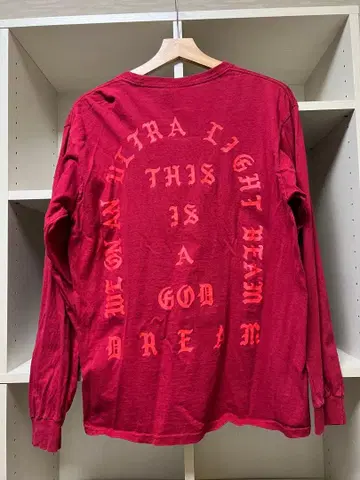 WE ON AN ULTRA LIGHT BEAM
THIS
IS
A
GOD
DREAM